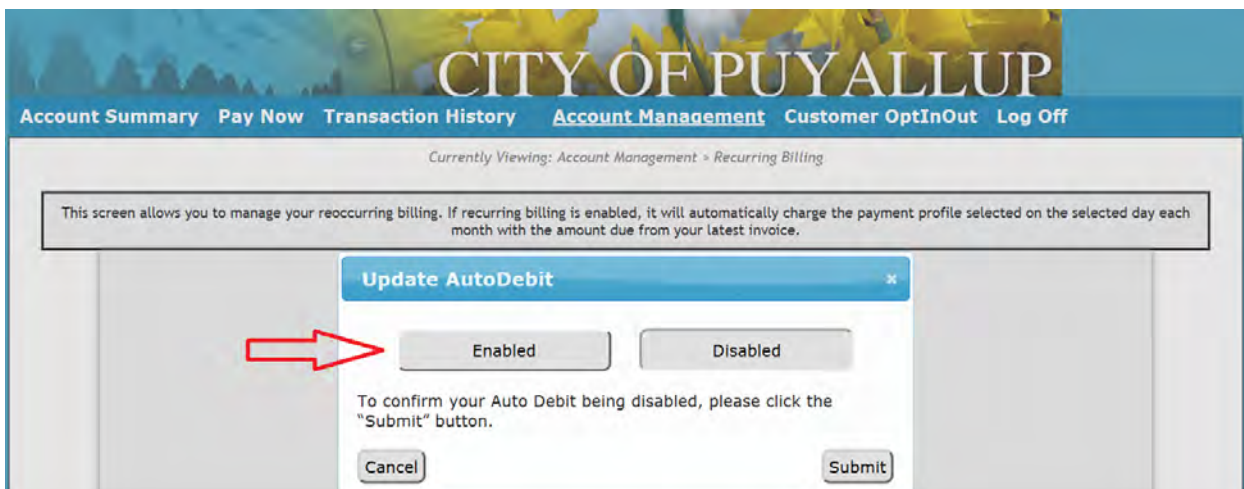 CITY OF PUYALLUP
Account Summary Pay Now Transaction History Account Management Customer OptInOut Log Off
Currently Viewing: Account Management > Recurring Billing
This screen allows you to manage your reoccurring billing. If recurring billing is enabled, it will automatically charge the payment profile selected on the selected day each
month with the amount due from your latest invoice.
Update AutoDebit x
Enabled Disabled
To confirm your Auto Debit being disabled, please click the
"Submit" button.
Cancel Submit